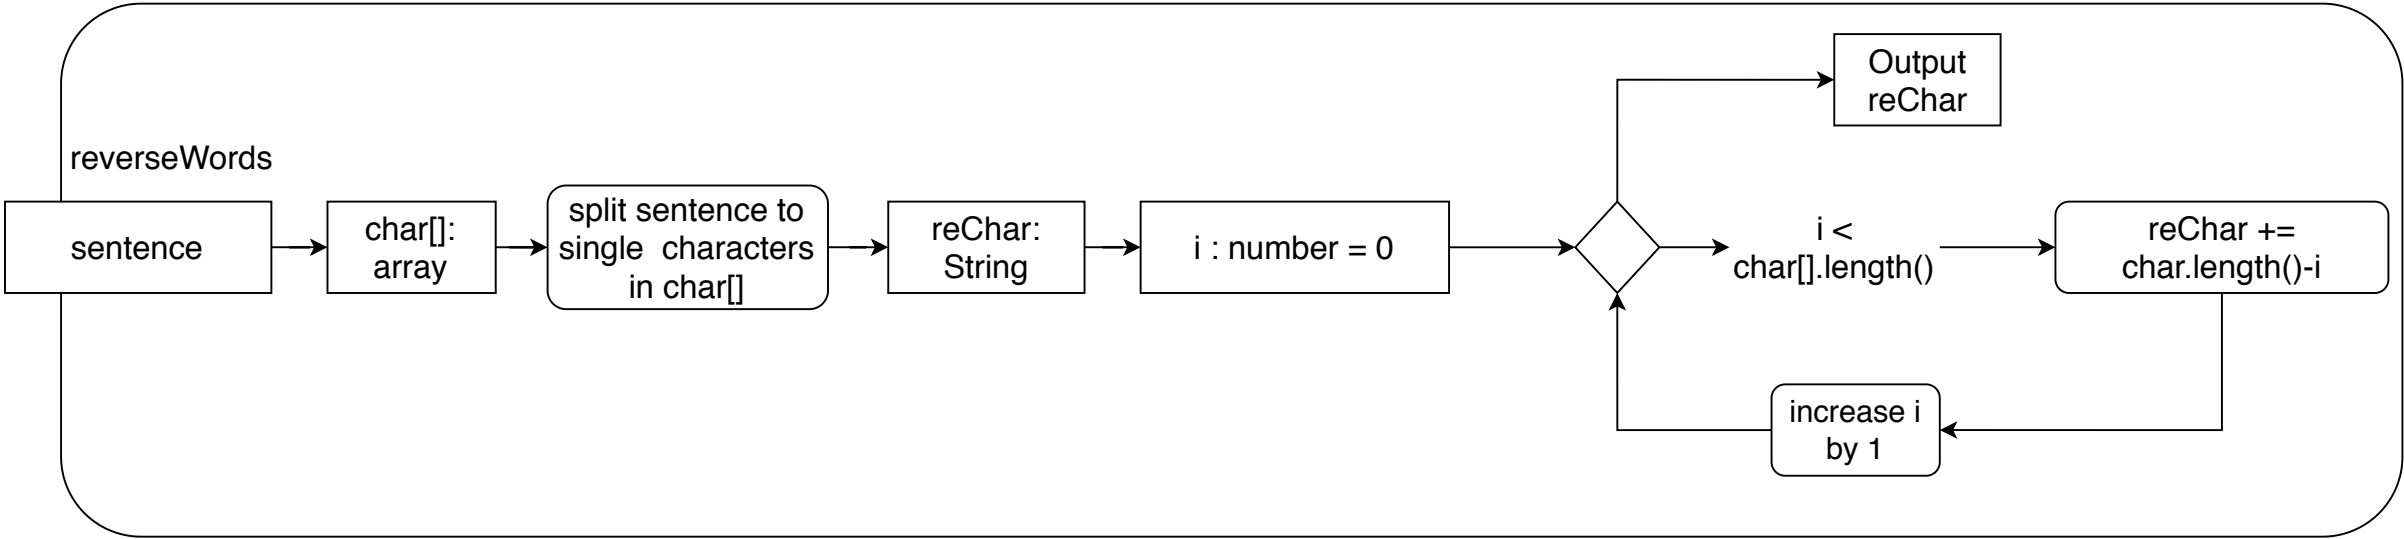 reverseWords
sentence
char[]:
array
split sentence to
single  characters
in char[]
reChar:
String
i : number = 0
Output
reChar
i <
char[].length()
reChar +=
char.length()-i
increase i
by 1